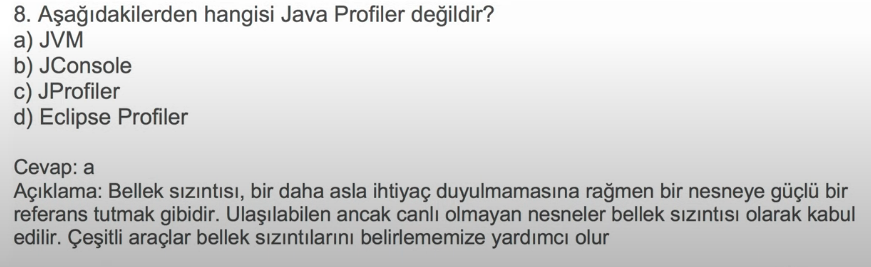 8. Aşağıdakilerden hangisi Java Profiler değildir?
a) JVM
b) JConsole
c) JProfiler
d) Eclipse Profiler
Cevap: a
Açıklama: Bellek sızıntısı, bir daha asla ihtiyaç duyulmamasına rağmen bir nesneye güçlü bir
referans tutmak gibidir. Ulaşılabilen ancak canlı olmayan nesneler bellek sızıntısı olarak kabul
edilir. Çeşitli araçlar bellek sızıntılarını belirlememize yardımcı olur